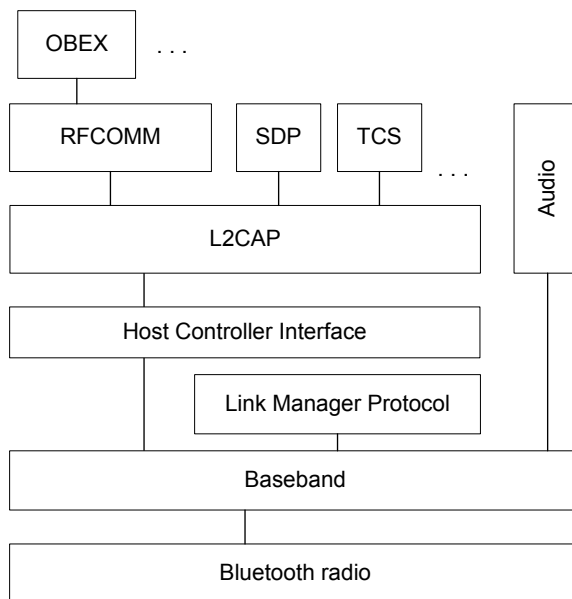 OBEX
. . .
RFCOMM
SDP
TCS
. . .
Audio
L2CAP
Host Controller Interface
Link Manager Protocol
Baseband
Bluetooth radio